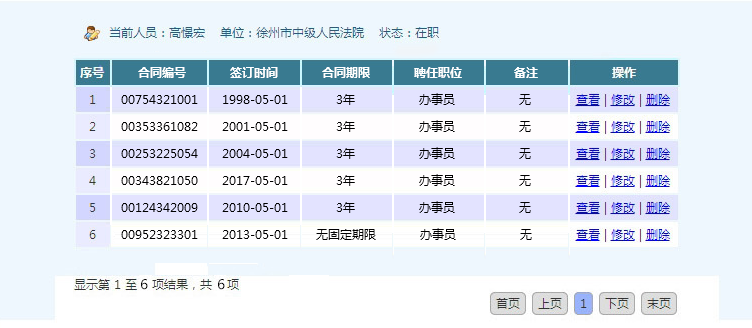 当前人员：高憬宏 单位：徐州市中级人民法院 状态：在职
序号 合同编号 签订时间 合同期限 聘任职位 备注 操作
1 00754321001 1998-05-01 3年 办事员 无 查看 | 修改 | 删除
2 00353361082 2001-05-01 3年 办事员 无 查看 | 修改 | 删除
3 00253225054 2004-05-01 3年 办事员 无 查看 | 修改 | 删除
4 00343821050 2017-05-01 3年 办事员 无 查看 | 修改 | 删除
5 00124342009 2010-05-01 3年 办事员 无 查看 | 修改 | 删除
6 00952323301 2013-05-01 无固定期限 办事员 无 查看 | 修改 | 删除
显示第 1 至 6 项结果，共 6项
首页 上页 1 下页 末页